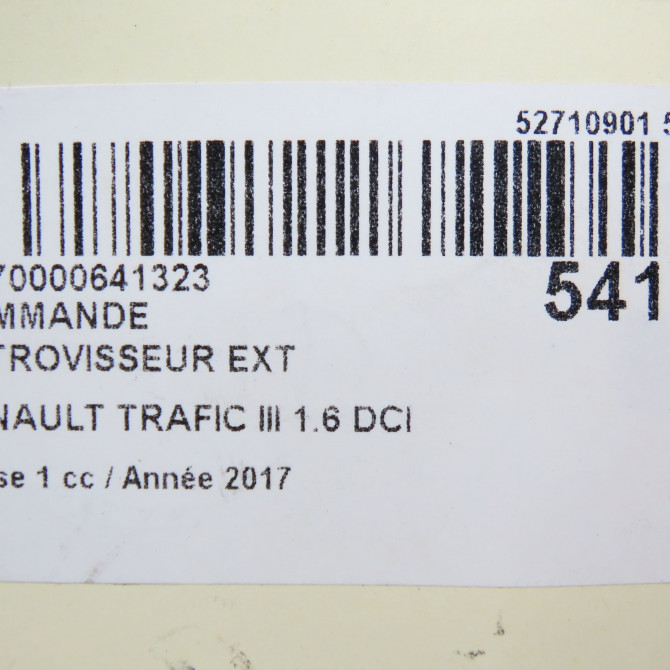 52710901 5
70000641323
541
MMANDE
TROVISSEUR EXT
NAULT TRAFIC III 1.6 DCI
se 1 cc / Année 2017